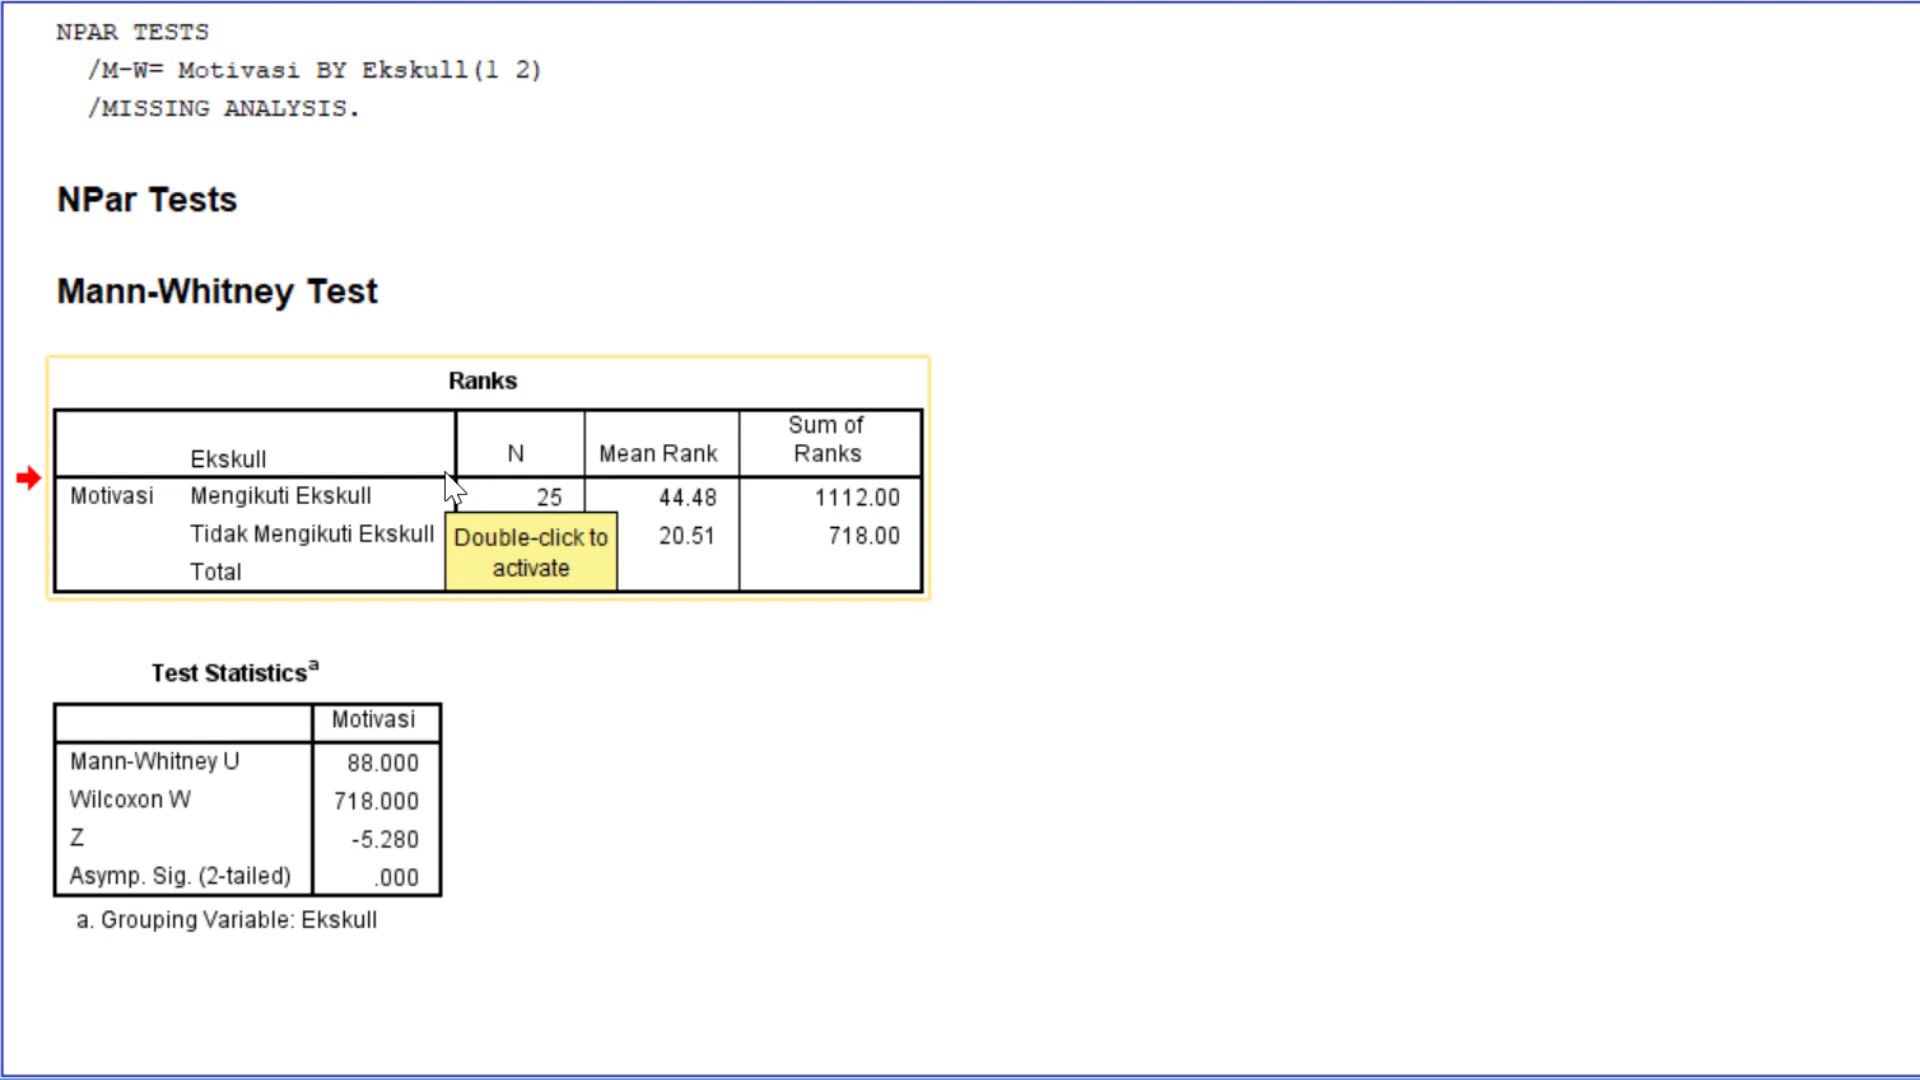 NPAR TESTS
/M-W= Motivasi BY Ekskull(1 2)
/MISSING ANALYSIS.
NPar Tests
Mann-Whitney Test
Ranks
Ekskull N Mean Rank Sum of Ranks
Motivasi Mengikuti Ekskull 25 44.48 1112.00
Tidak Mengikuti Ekskull 20.51 718.00
Total
Double-click to
activate
Test Statisticsa
Motivasi
Mann-Whitney U 88.000
Wilcoxon W 718.000
Z -5.280
Asymp. Sig. (2-tailed) .000
a. Grouping Variable: Ekskull